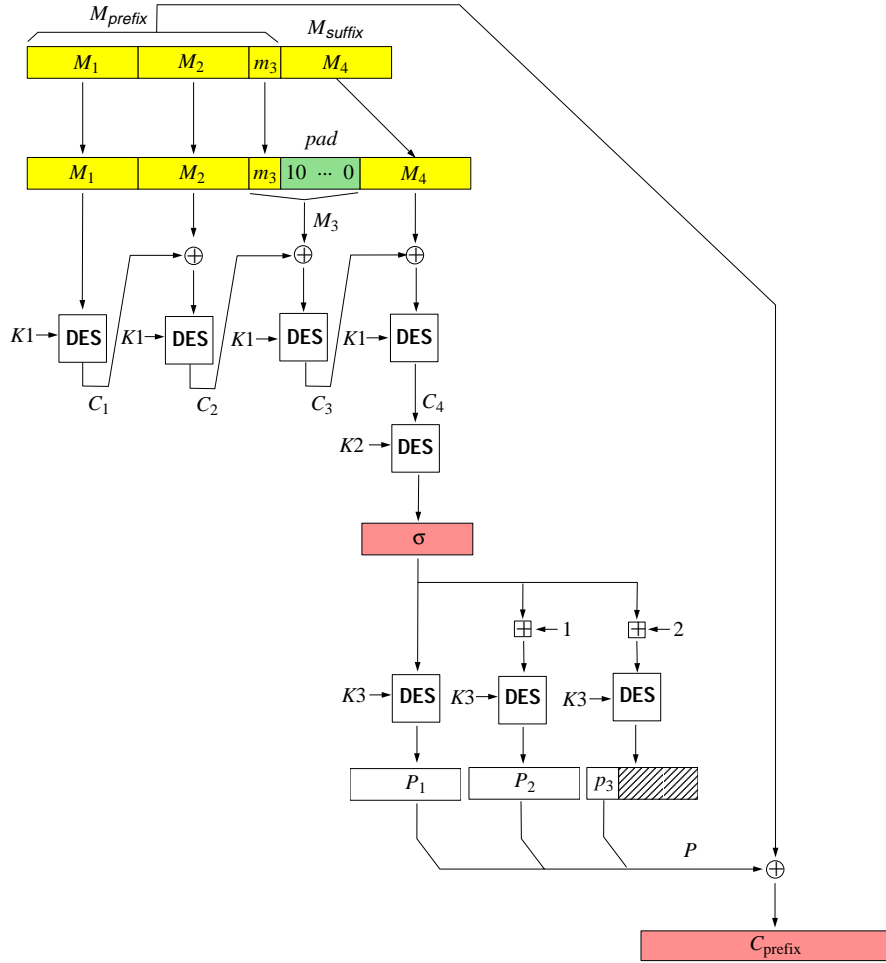 M_prefix M_suffix
M₁ M₂ m₃ M₄
pad
M₁ M₂ m₃ 10 ··· 0 M₄
M₃
K1 DES K1 DES K1 DES K1 DES
C₁ C₂ C₃ C₄
K2 DES
σ
1 2
K3 DES K3 DES K3 DES
P₁ P₂ p₃
P
C_prefix